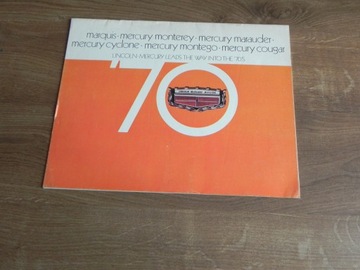 marquis • mercury monterey • mercury marauder •
mercury cyclone • mercury montego • mercury cougar
LINCOLN-MERCURY LEADS THE WAY INTO THE '70'S
'70